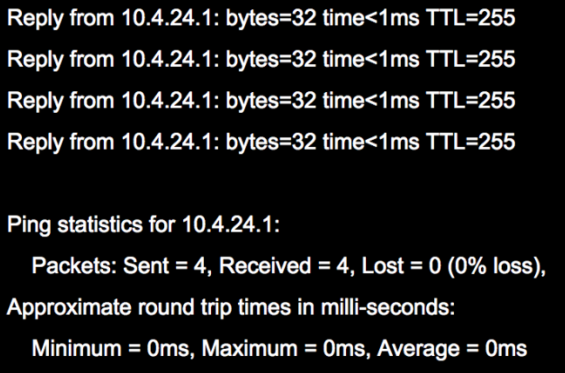 Reply from 10.4.24.1: bytes=32 time<1ms TTL=255
Reply from 10.4.24.1: bytes=32 time<1ms TTL=255
Reply from 10.4.24.1: bytes=32 time<1ms TTL=255
Reply from 10.4.24.1: bytes=32 time<1ms TTL=255
Ping statistics for 10.4.24.1:
Packets: Sent = 4, Received = 4, Lost = 0 (0% loss),
Approximate round trip times in milli-seconds:
Minimum = 0ms, Maximum = 0ms, Average = 0ms